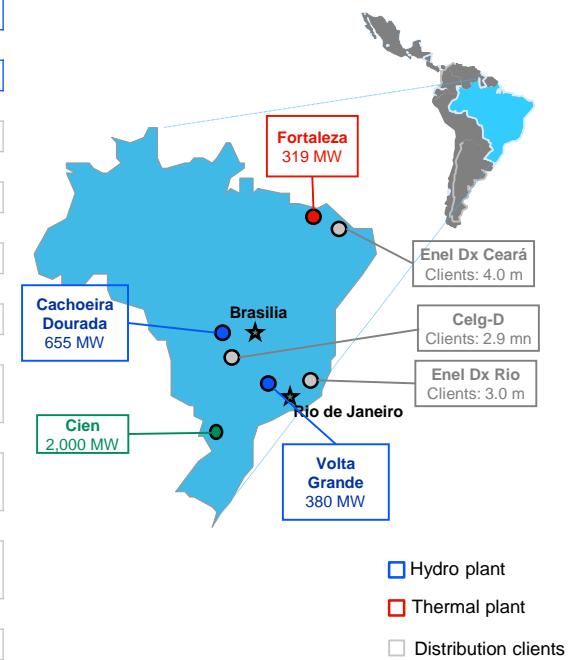 Fortaleza
319 MW
Enel Dx Ceará
Clients: 4.0 m
Cachoeira
Dourada
655 MW
Brasilia
Celg-D
Clients: 2.9 mn
Enel Dx Rio
Clients: 3.0 m
Rio de Janeiro
Cien
2,000 MW
Volta
Grande
380 MW
Hydro plant
Thermal plant
Distribution clients